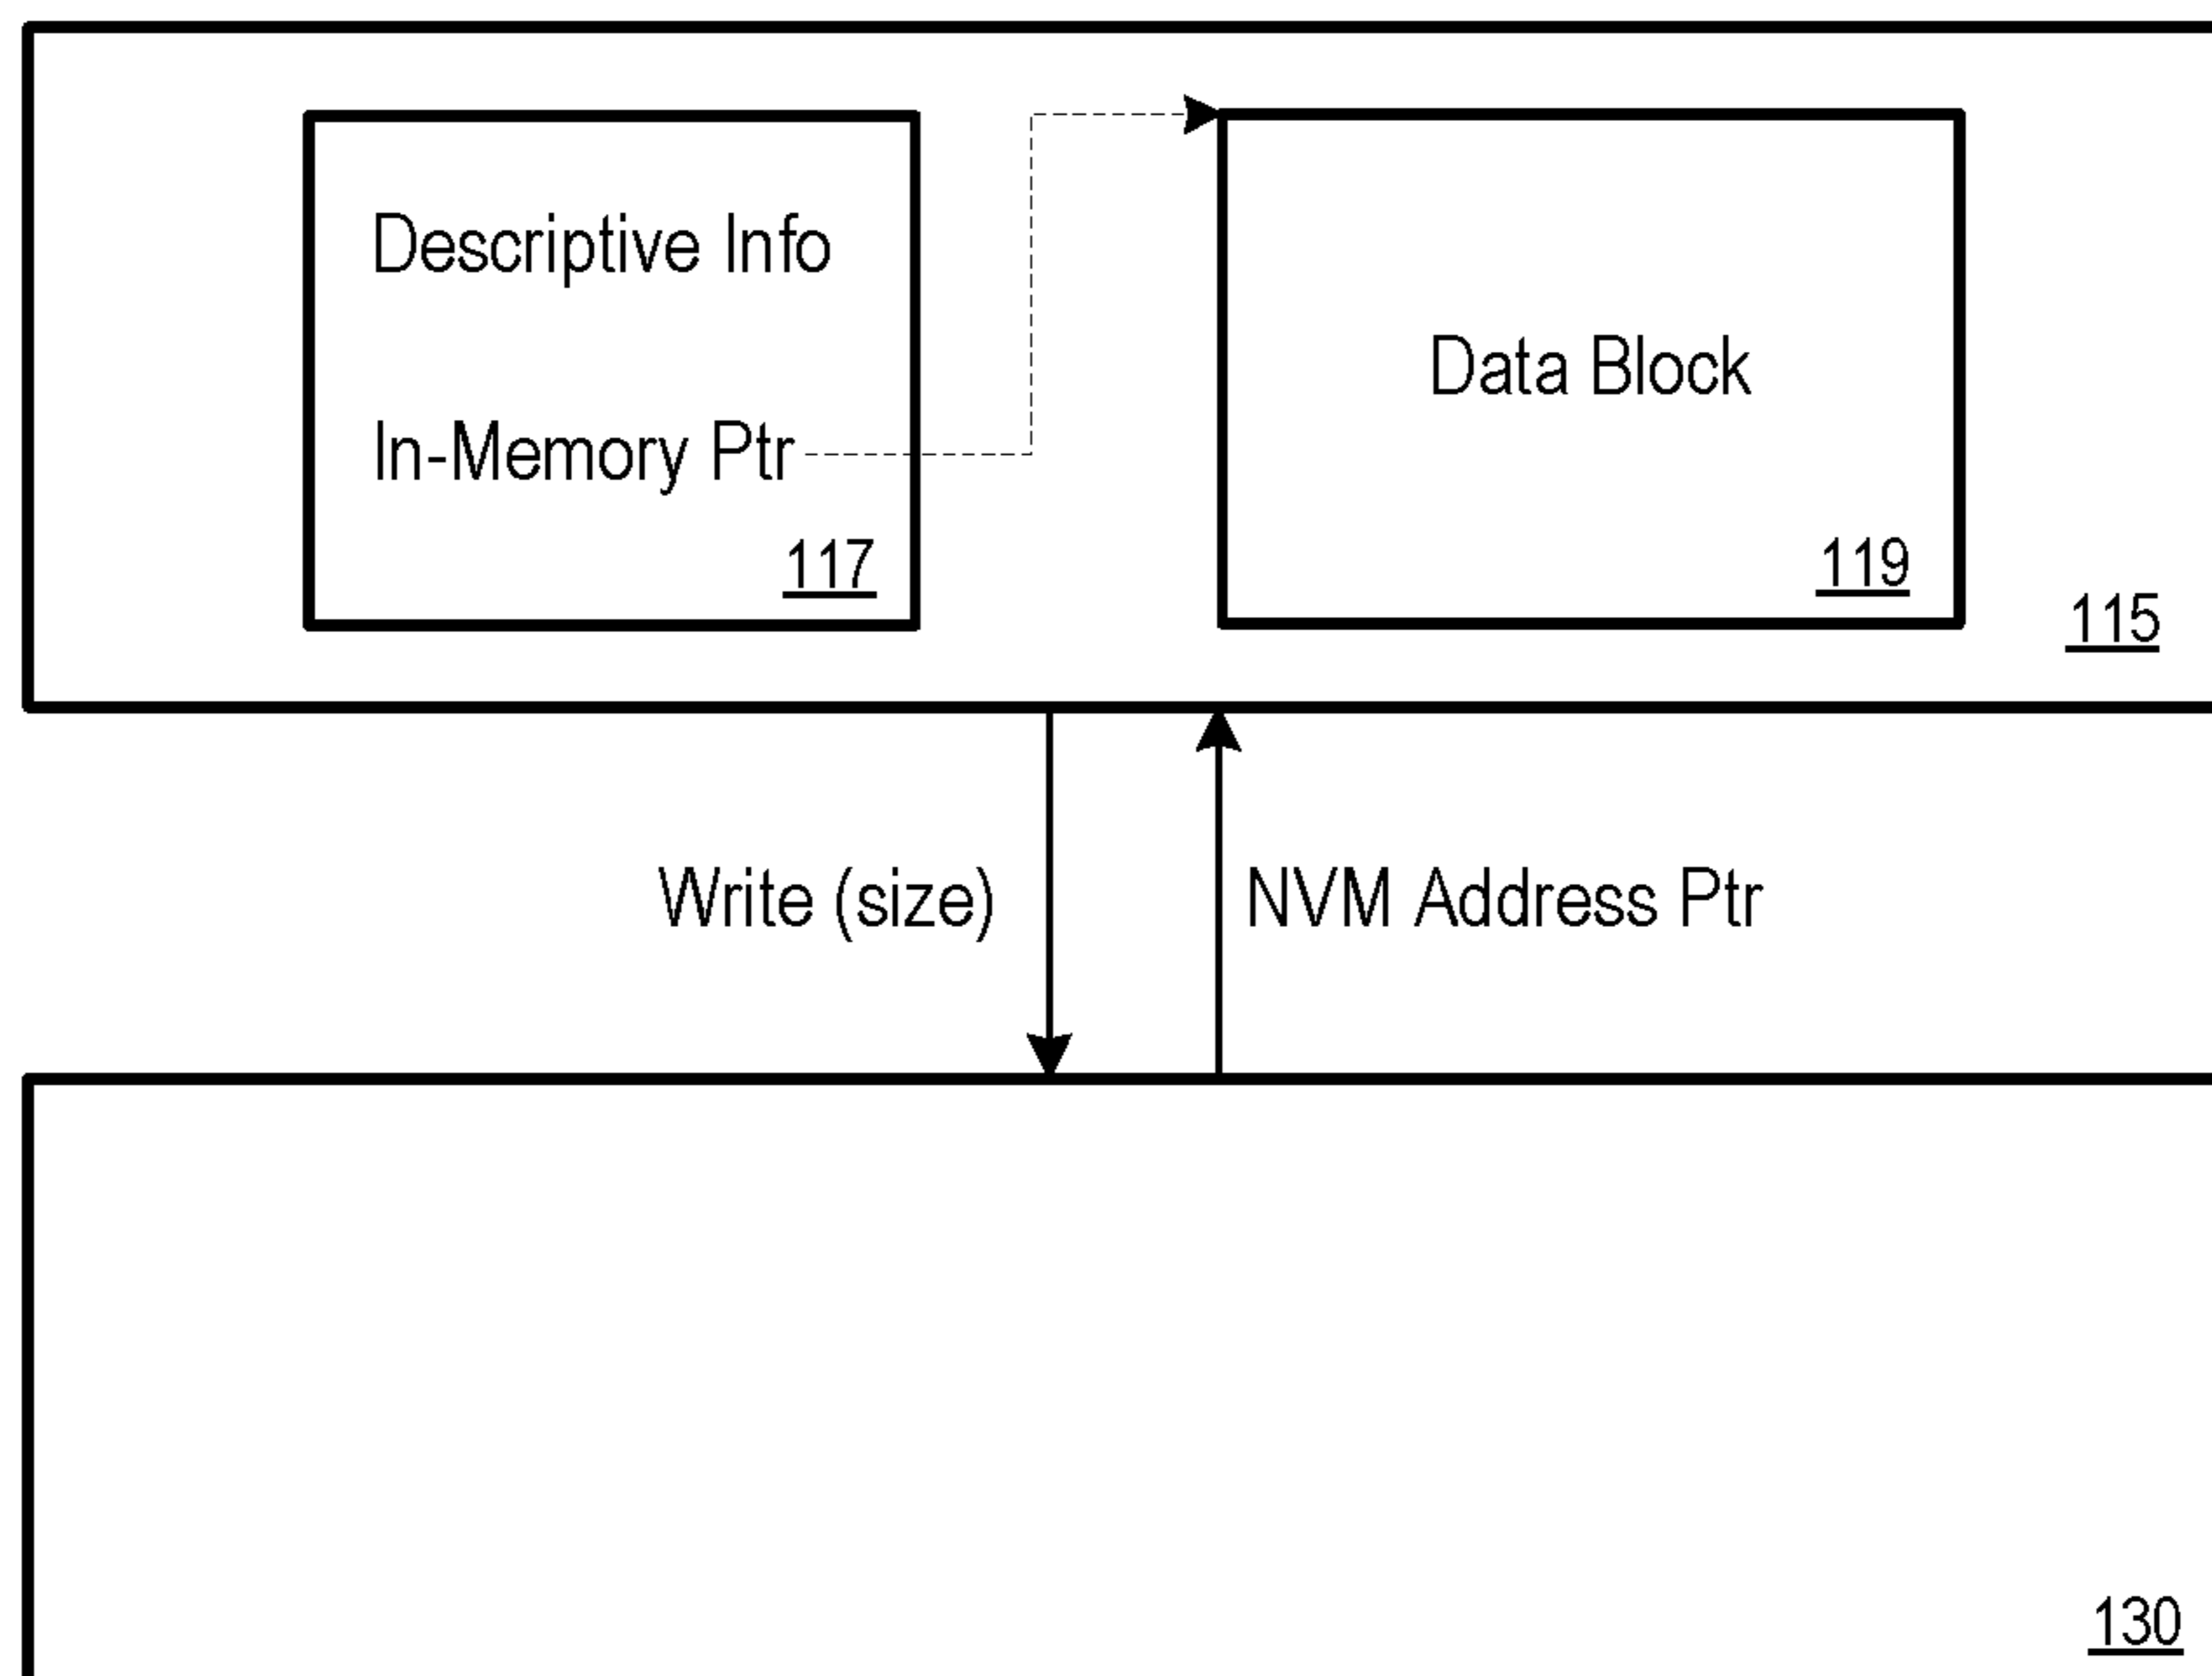 Descriptive Info
In-Memory Ptr
117
Data Block
119
115
Write (size)
NVM Address Ptr
130